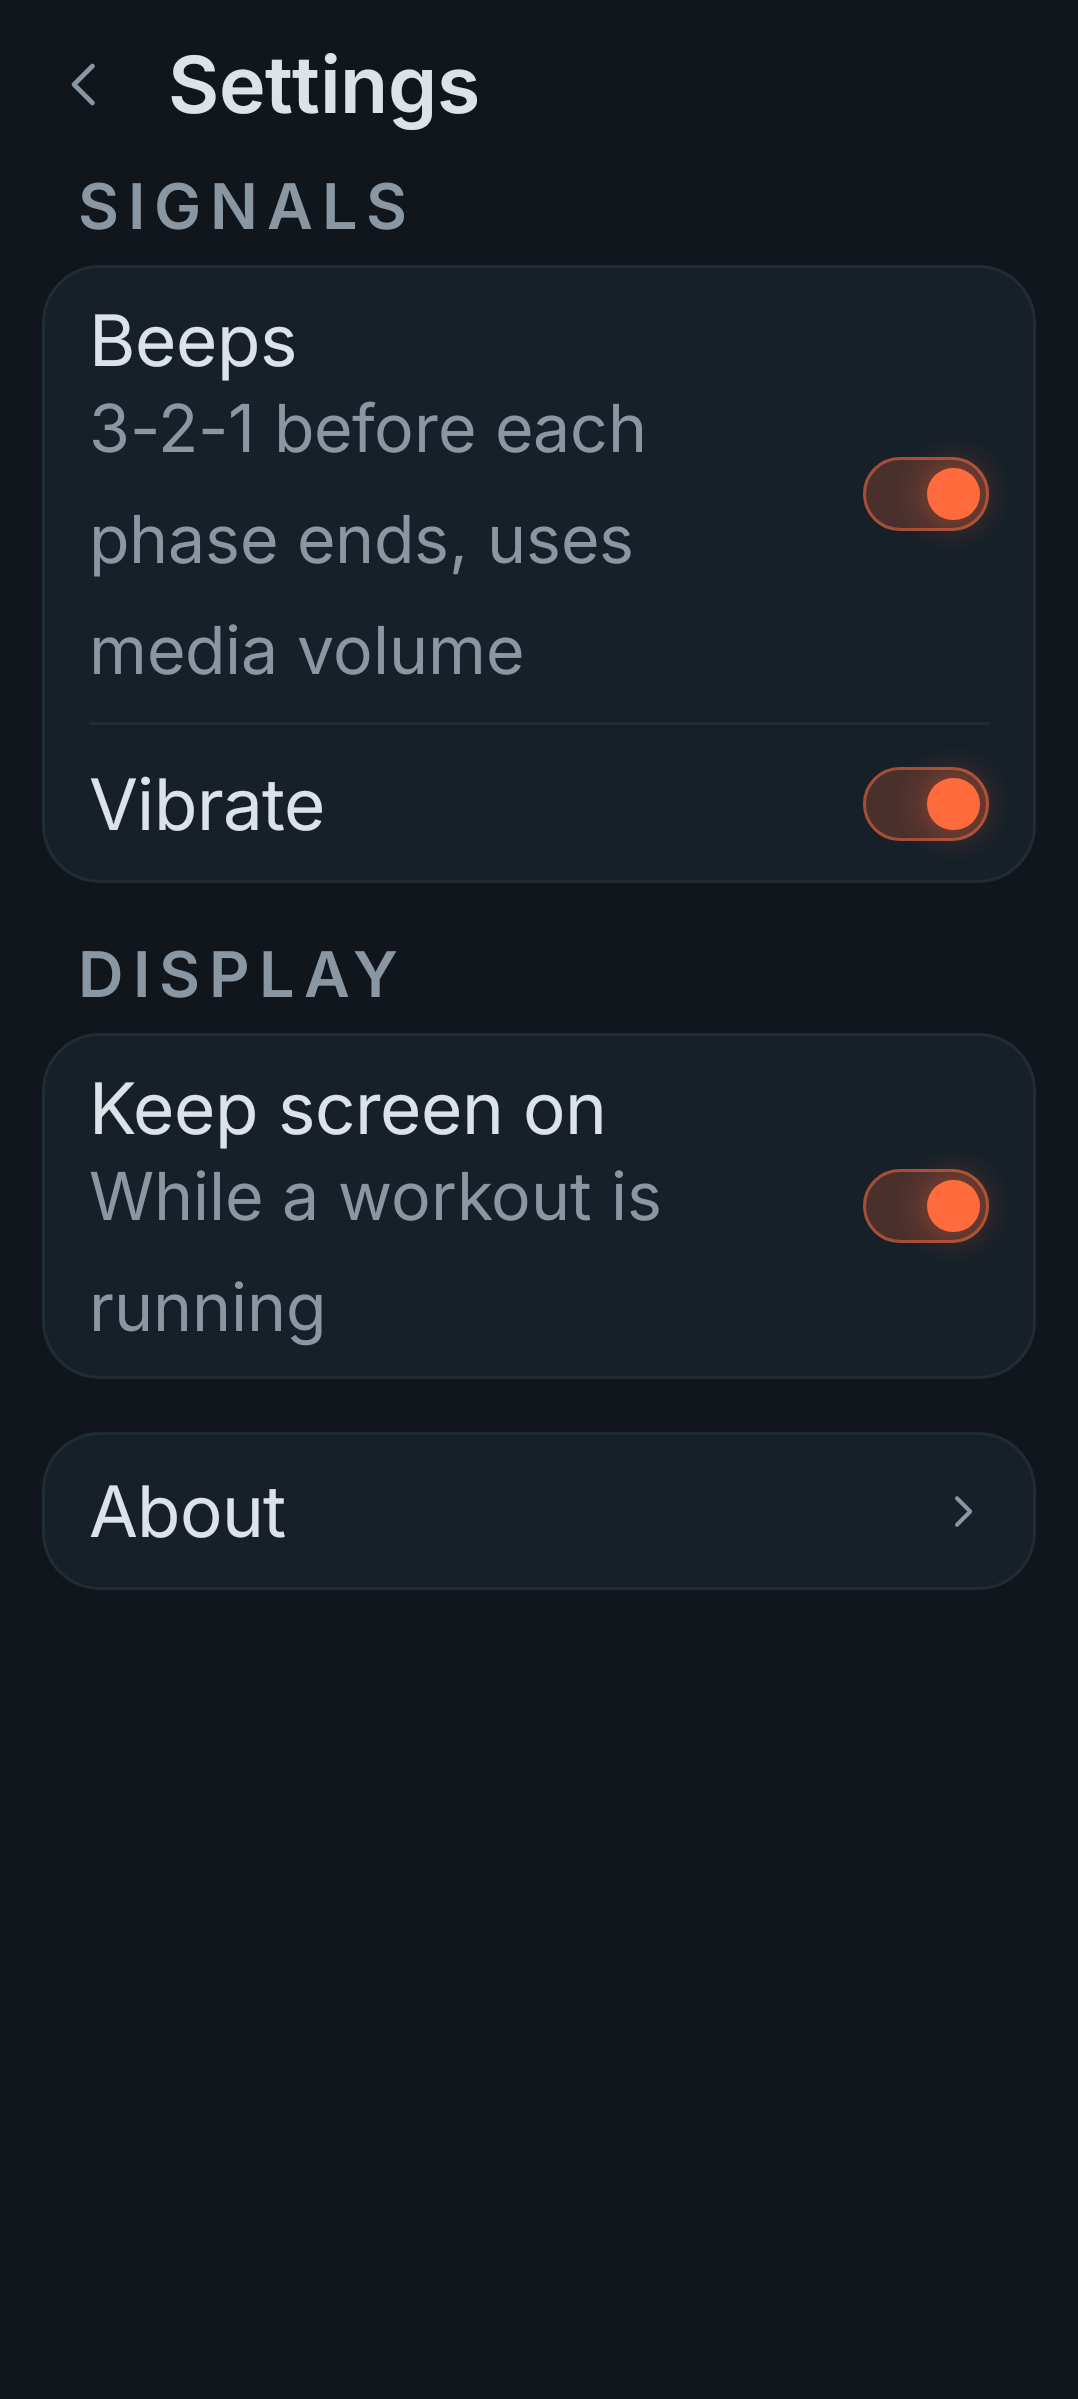 Settings
SIGNALS
Beeps
3-2-1 before each
phase ends, uses
media volume
Vibrate
DISPLAY
Keep screen on
While a workout is
running
About